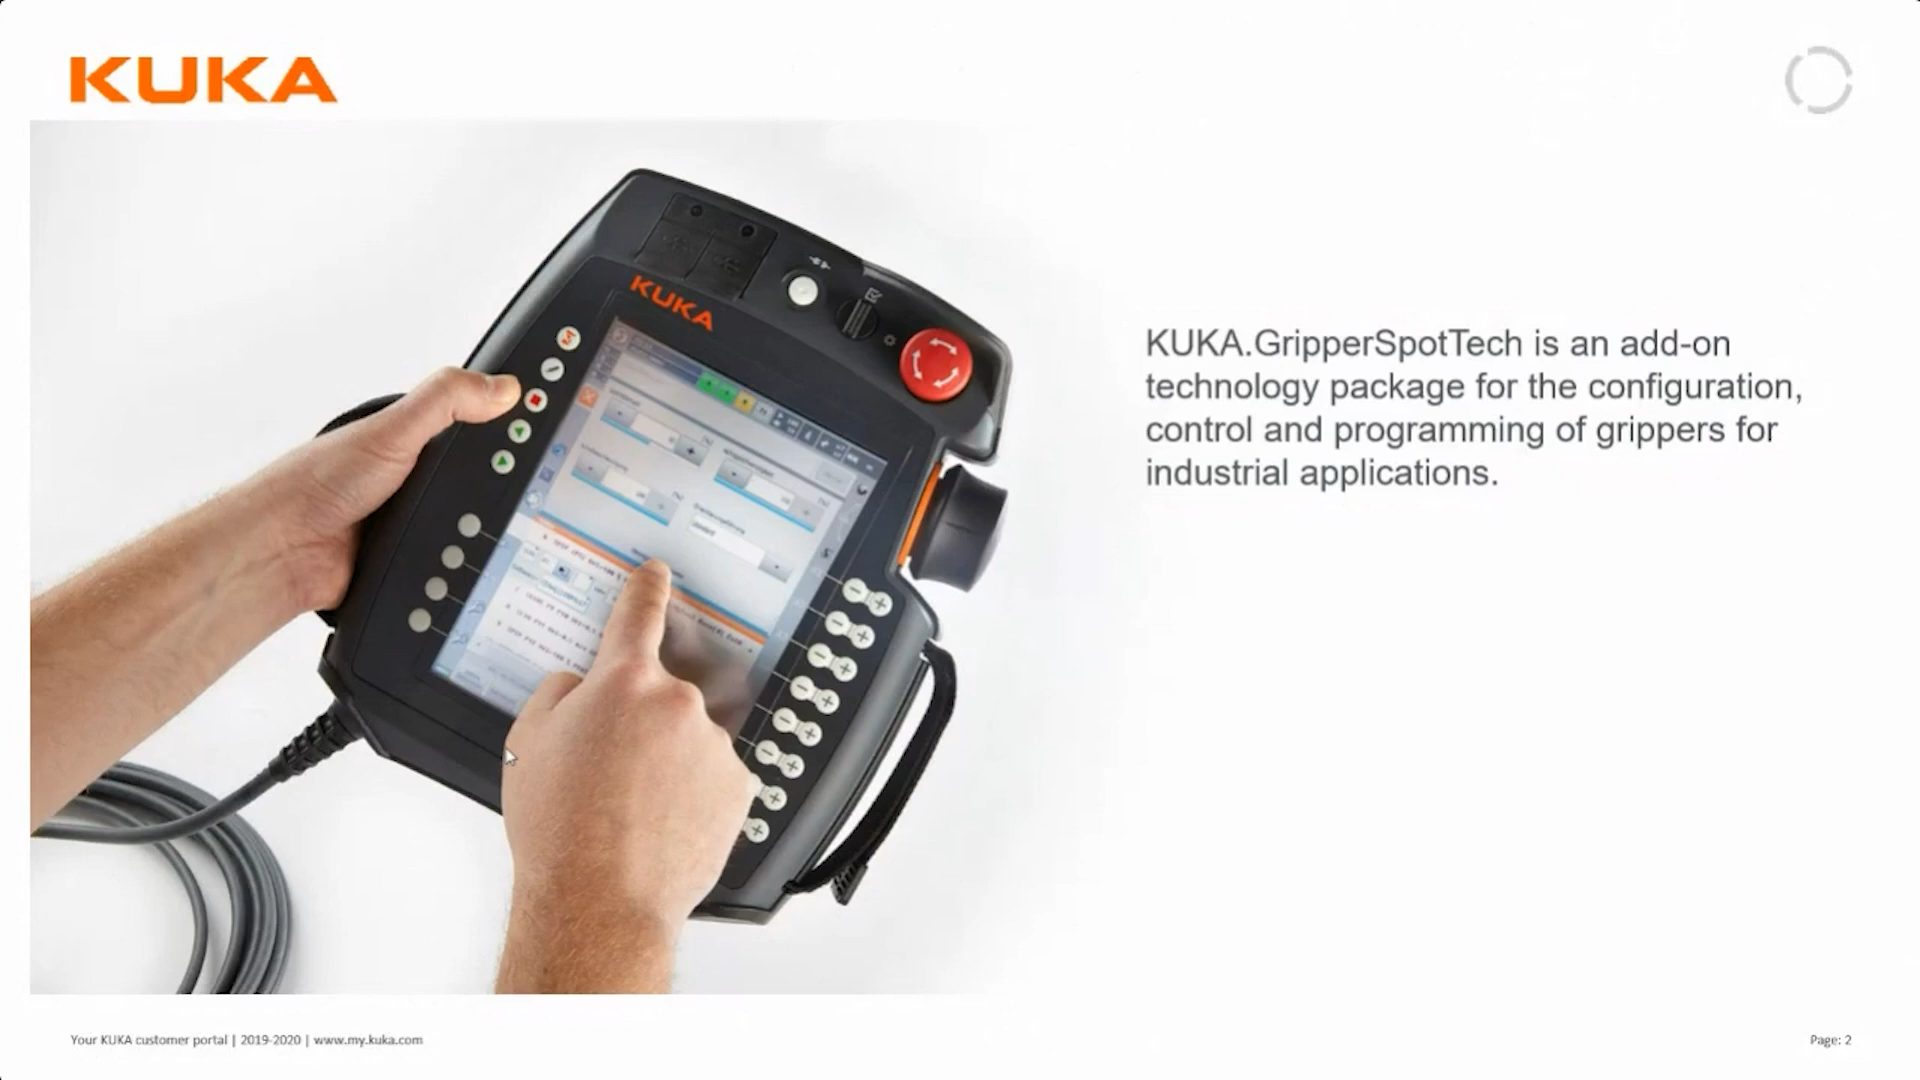 KUKA
KUKA
KUKA.GripperSpotTech is an add-on
technology package for the configuration,
control and programming of grippers for
industrial applications.
Your KUKA customer portal | 2019-2020 | www.my.kuka.com
Page: 2